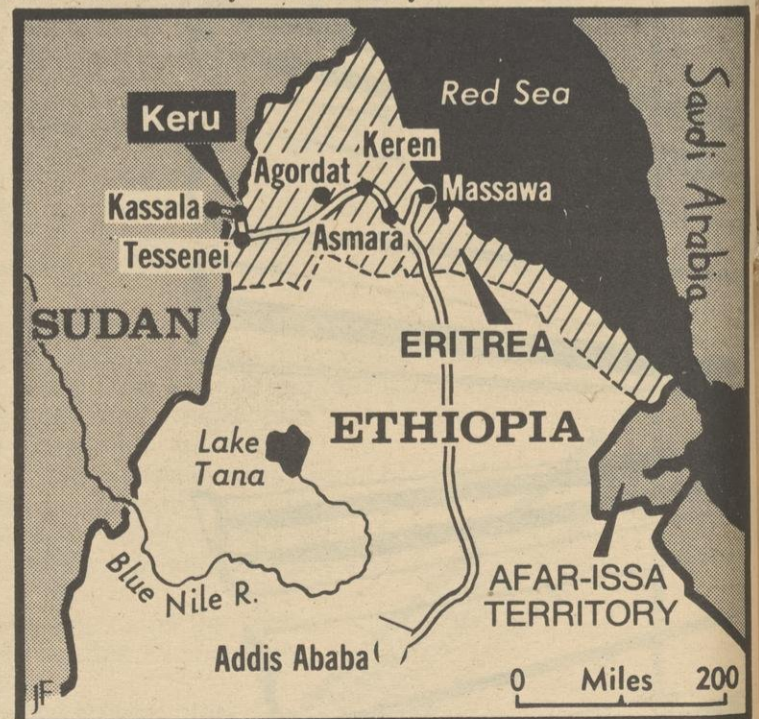 Red Sea
Saudi Arabia
Keru
Keren
Agordat
Massawa
Kassala
Asmara
Tessenei
SUDAN
ERITREA
ETHIOPIA
Lake
Tana
Blue Nile R.
AFAR-ISSA
TERRITORY
Addis Ababa
0 Miles 200
JF